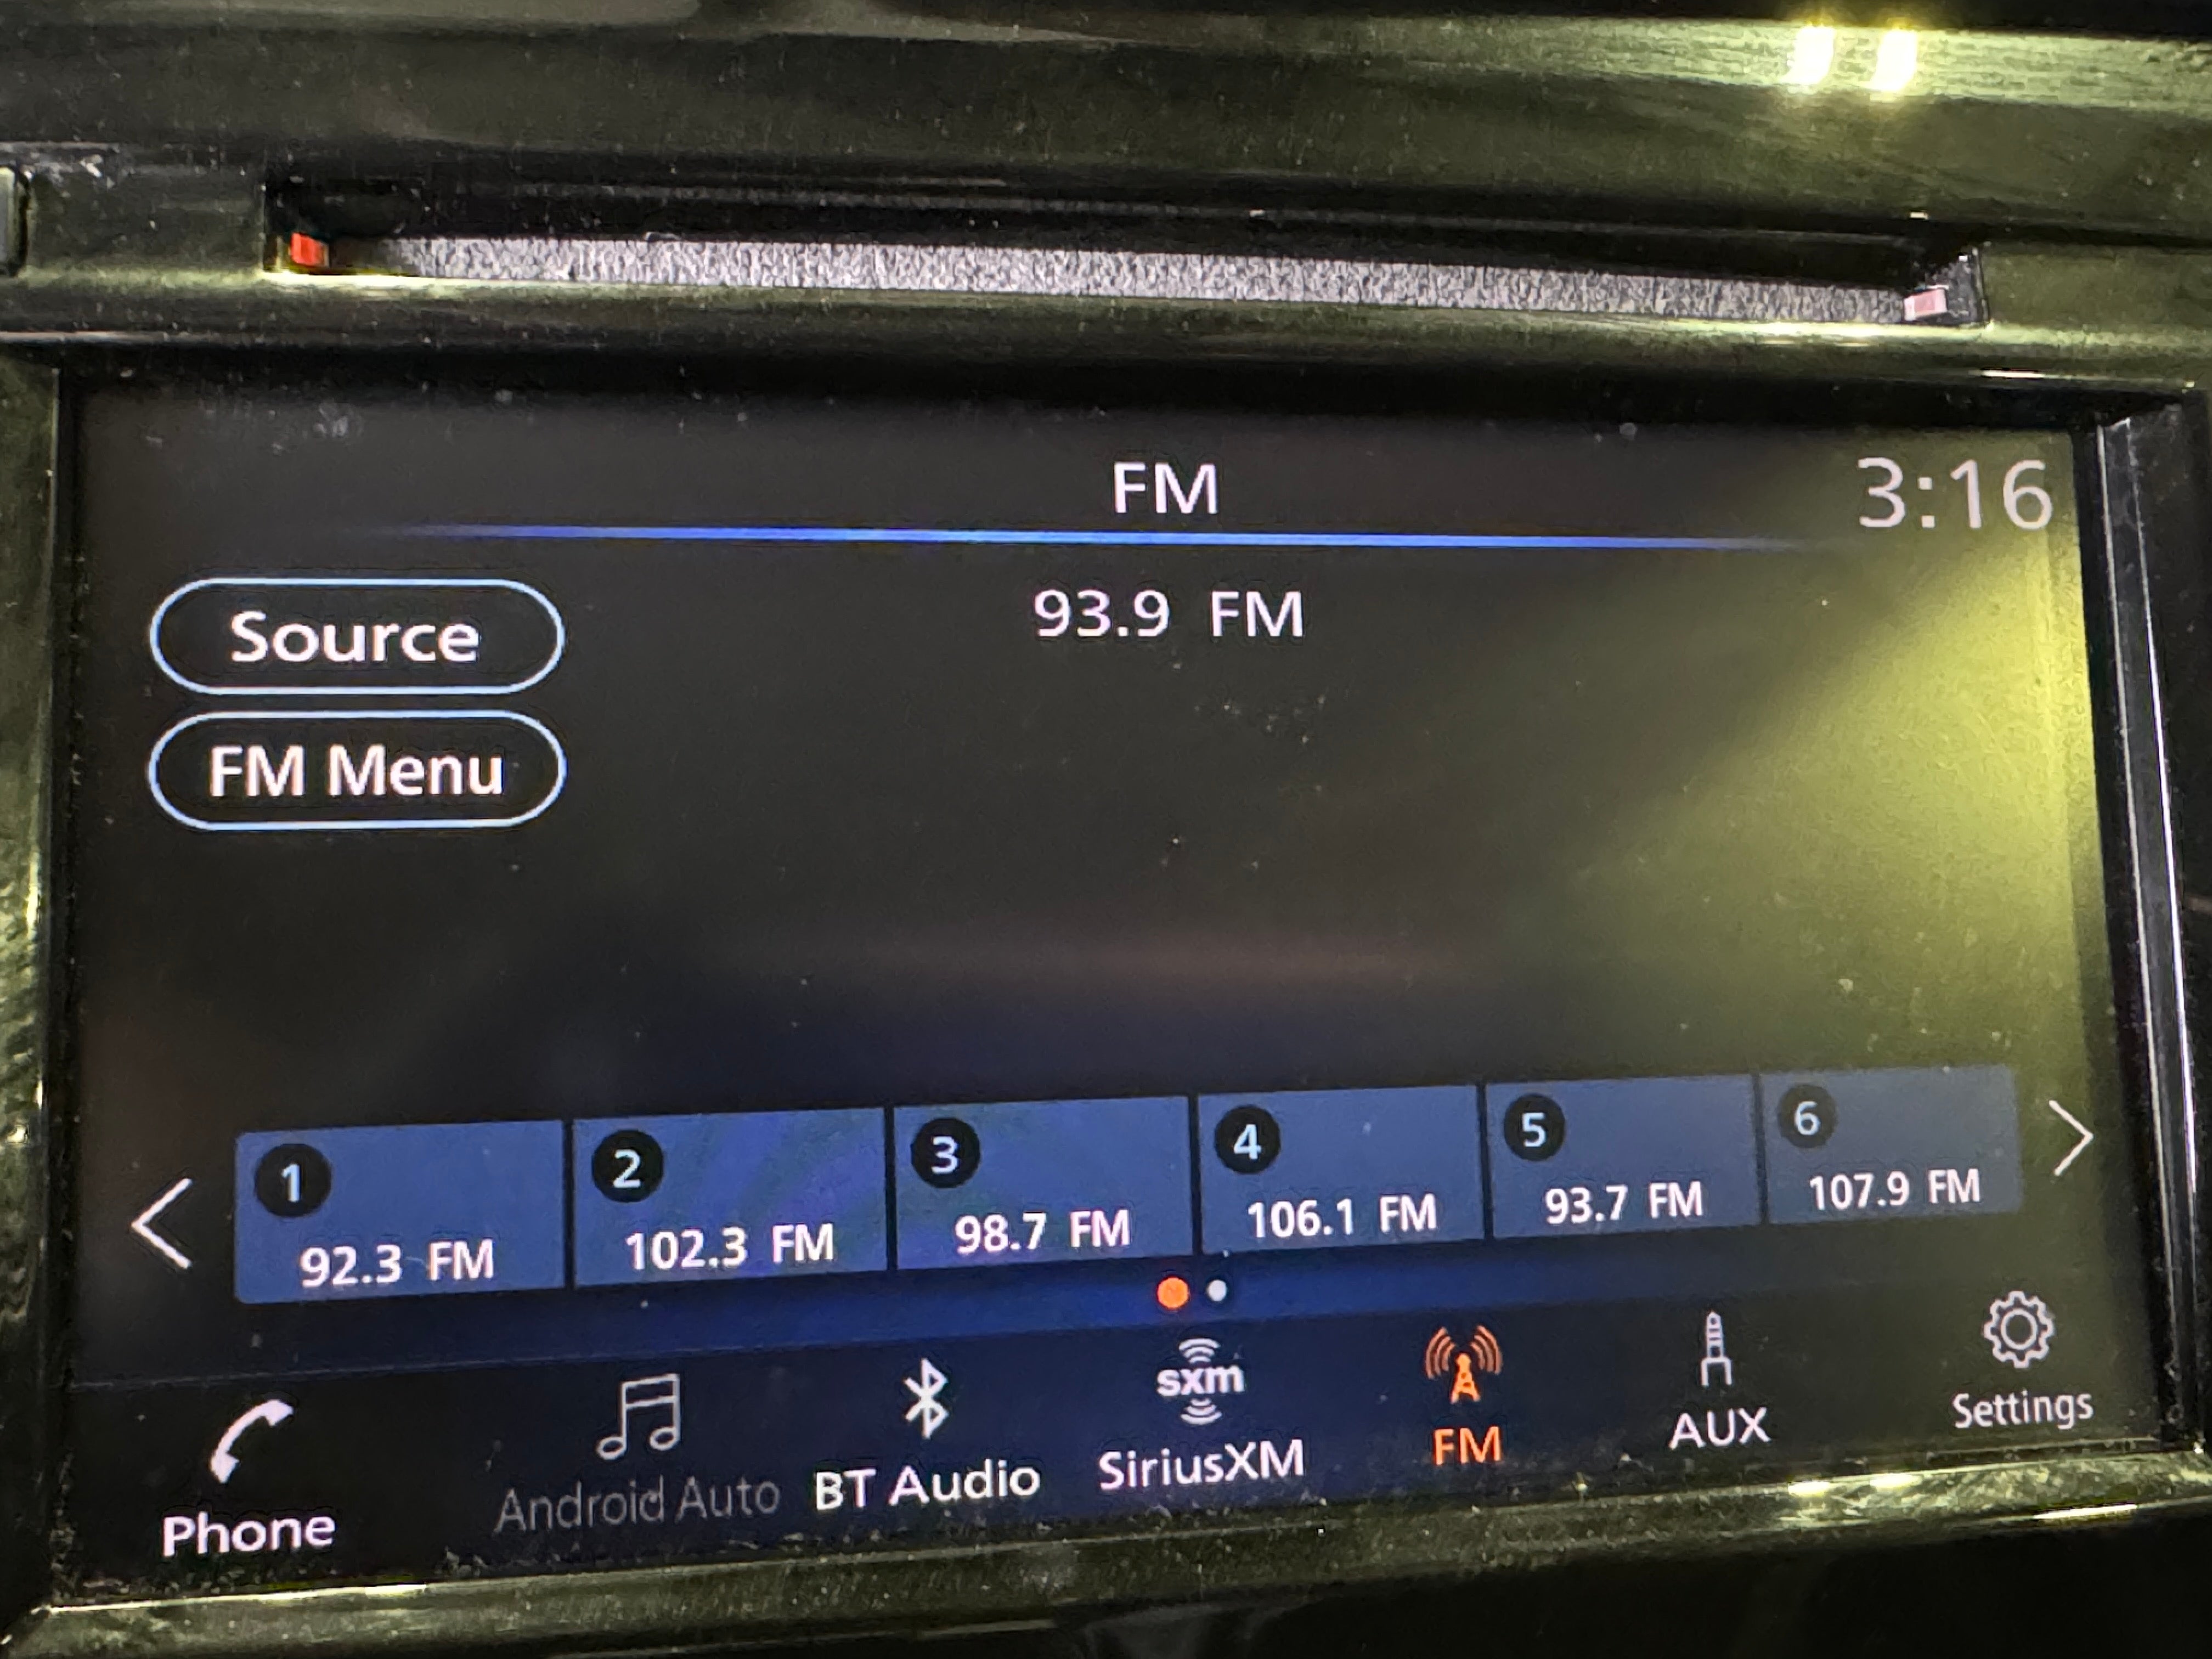 FM
3:16
93.9 FM
Source
FM Menu
1
92.3 FM
2
102.3 FM
3
98.7 FM
4
106.1 FM
5
93.7 FM
6
107.9 FM
Phone
Android Auto
BT Audio
sxm
SiriusXM
FM
AUX
Settings